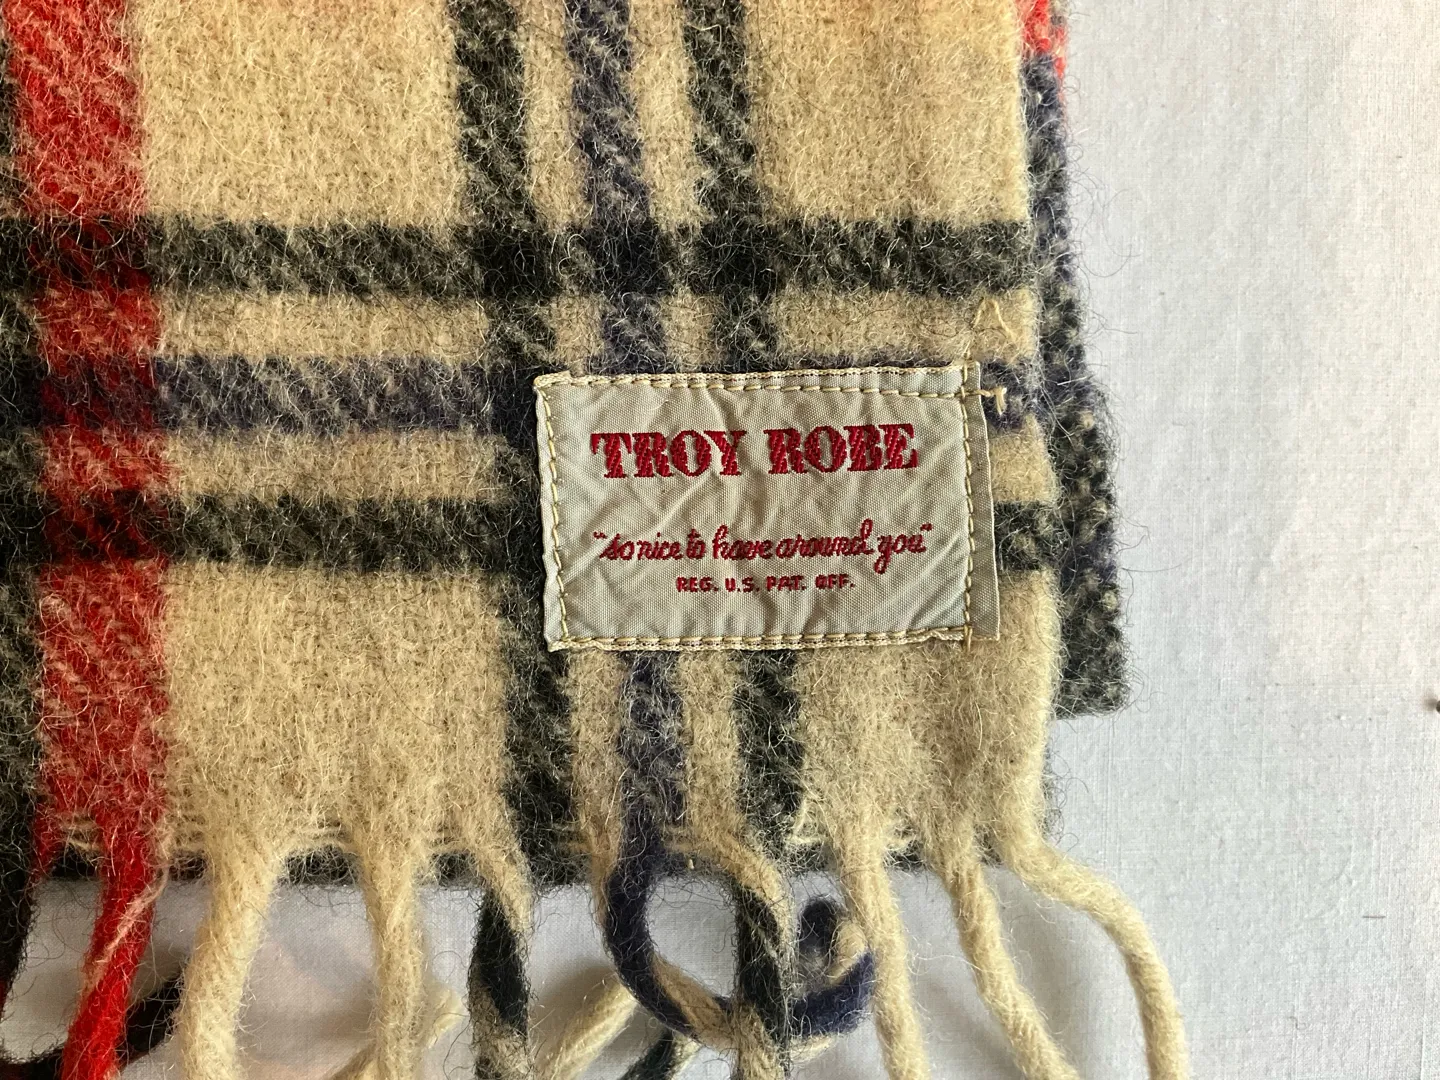 TROY ROBE
"so nice to have around you"
REG. U.S. PAT. OFF.